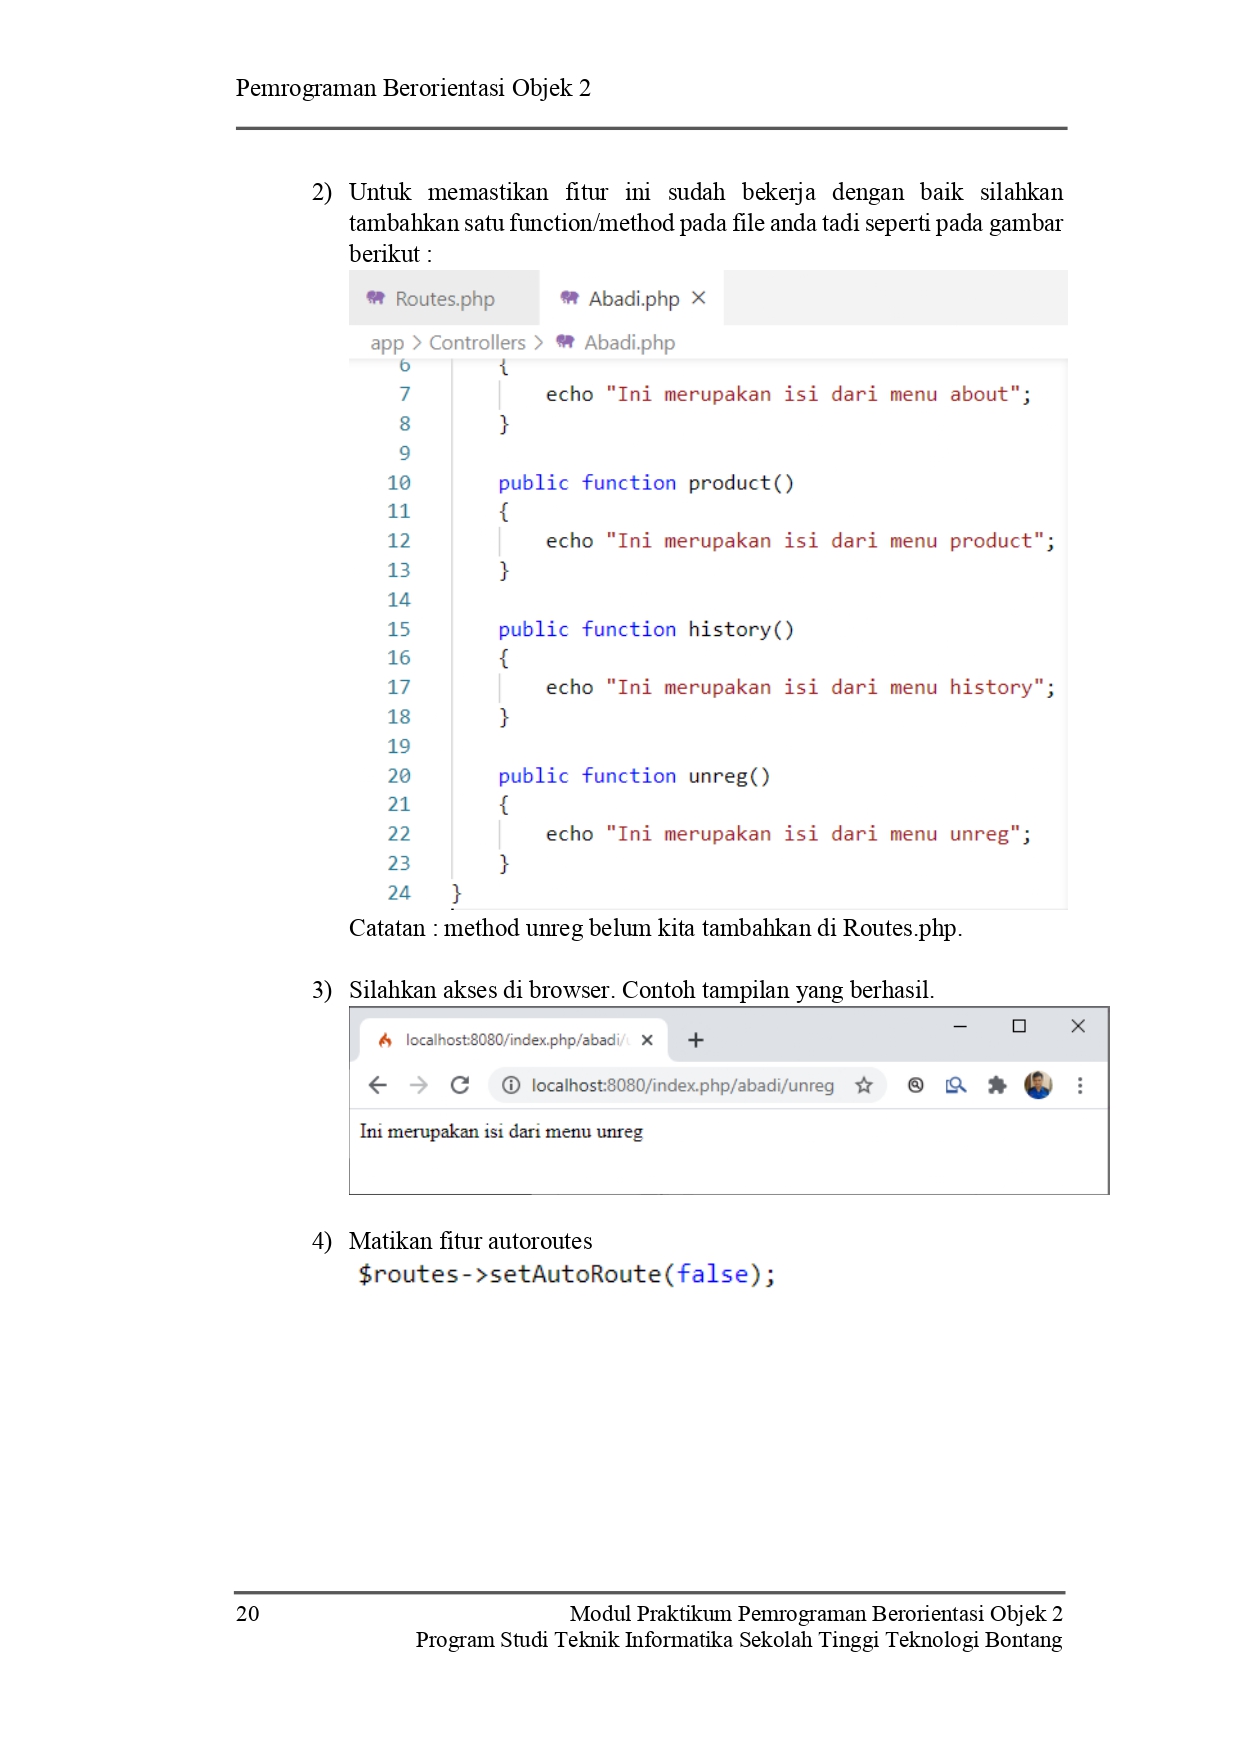 Pemrograman Berorientasi Objek 2
2) Untuk memastikan fitur ini sudah bekerja dengan baik silahkan
tambahkan satu function/method pada file anda tadi seperti pada gambar
berikut :
Routes.php Abadi.php
app > Controllers > Abadi.php
6 {
7 echo "Ini merupakan isi dari menu about";
8 }
9
10 public function product()
11 {
12 echo "Ini merupakan isi dari menu product";
13 }
14
15 public function history()
16 {
17 echo "Ini merupakan isi dari menu history";
18 }
19
20 public function unreg()
21 {
22 echo "Ini merupakan isi dari menu unreg";
23 }
24 }
Catatan : method unreg belum kita tambahkan di Routes.php.
3) Silahkan akses di browser. Contoh tampilan yang berhasil.
localhost:8080/index.php/abadi/
localhost:8080/index.php/abadi/unreg
Ini merupakan isi dari menu unreg
4) Matikan fitur autoroutes
$routes->setAutoRoute(false);
20 Modul Praktikum Pemrograman Berorientasi Objek 2
Program Studi Teknik Informatika Sekolah Tinggi Teknologi Bontang